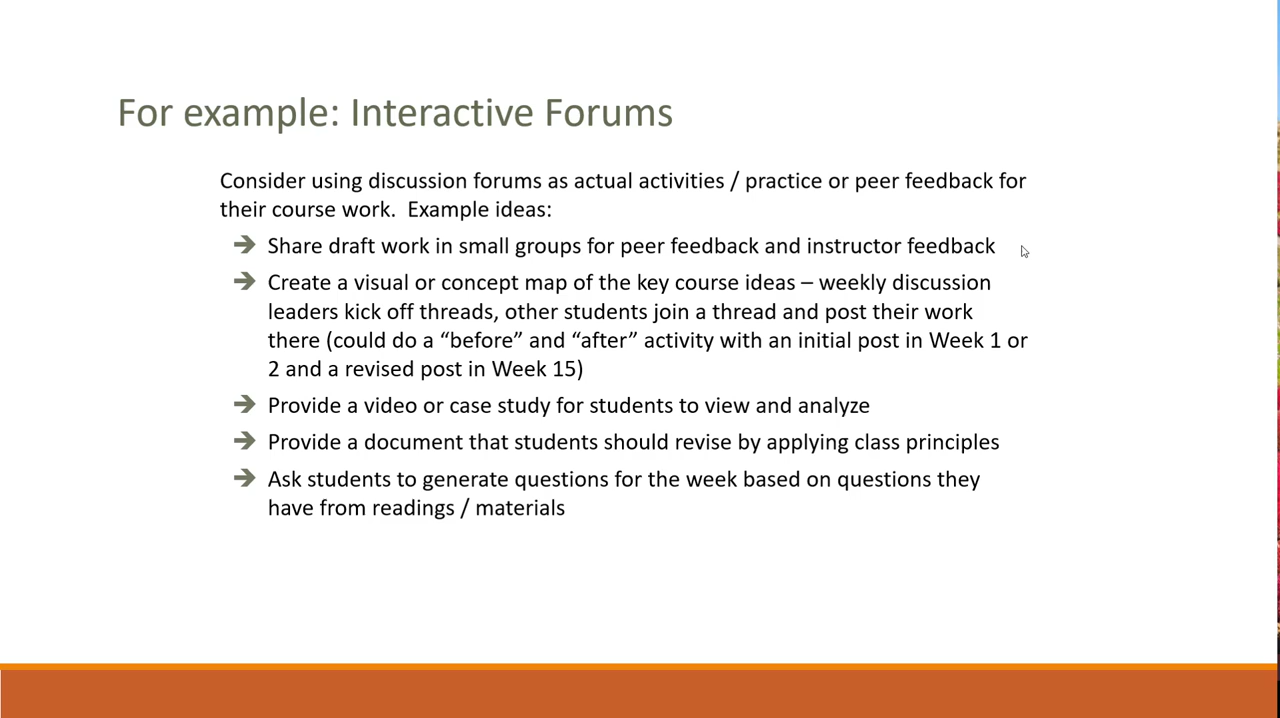 For example: Interactive Forums
Consider using discussion forums as actual activities / practice or peer feedback for
their course work.  Example ideas:
➔ Share draft work in small groups for peer feedback and instructor feedback
➔ Create a visual or concept map of the key course ideas – weekly discussion
leaders kick off threads, other students join a thread and post their work
there (could do a “before” and “after” activity with an initial post in Week 1 or
2 and a revised post in Week 15)
➔ Provide a video or case study for students to view and analyze
➔ Provide a document that students should revise by applying class principles
➔ Ask students to generate questions for the week based on questions they
have from readings / materials